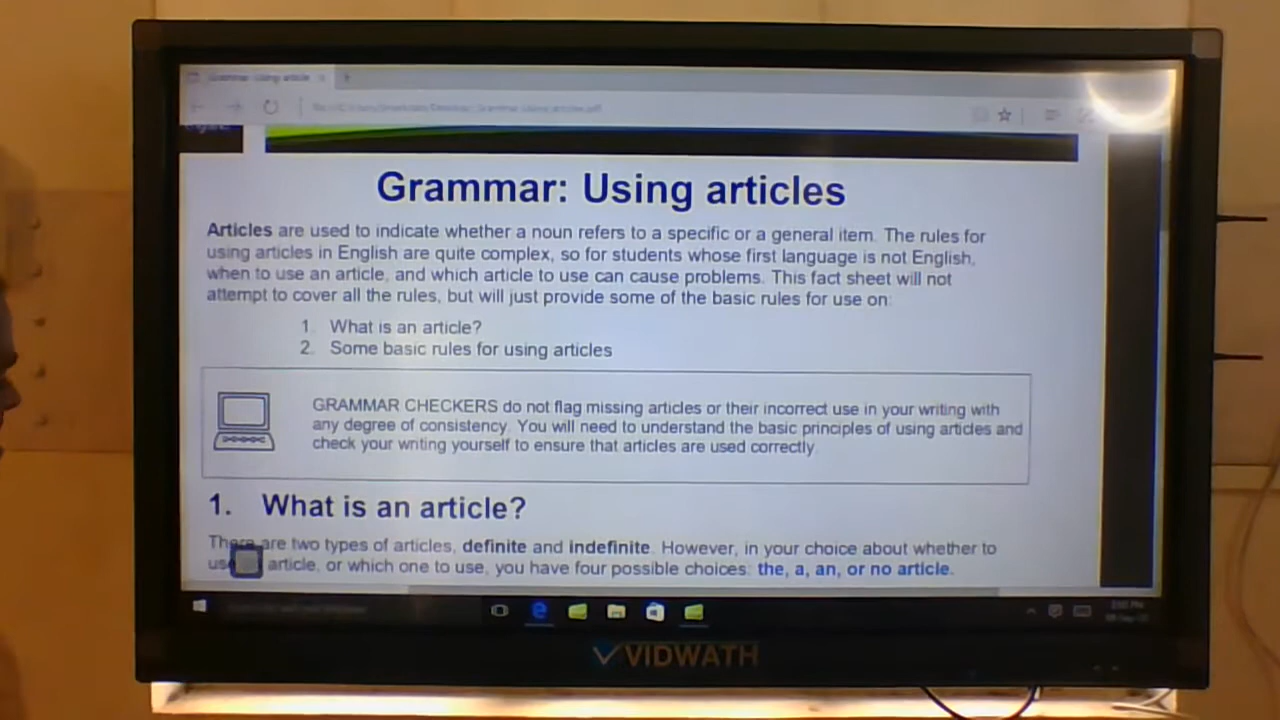 Grammar: Using article
Grammar: Using articles
Articles are used to indicate whether a noun refers to a specific or a general item. The rules for
using articles in English are quite complex, so for students whose first language is not English,
when to use an article, and which article to use can cause problems. This fact sheet will not
attempt to cover all the rules, but will just provide some of the basic rules for use on:
1. What is an article?
2. Some basic rules for using articles
GRAMMAR CHECKERS do not flag missing articles or their incorrect use in your writing with
any degree of consistency. You will need to understand the basic principles of using articles and
check your writing yourself to ensure that articles are used correctly.
1. What is an article?
There are two types of articles, definite and indefinite. However, in your choice about whether to
article, or which one to use, you have four possible choices: the, a, an, or no article.
VIDWATH